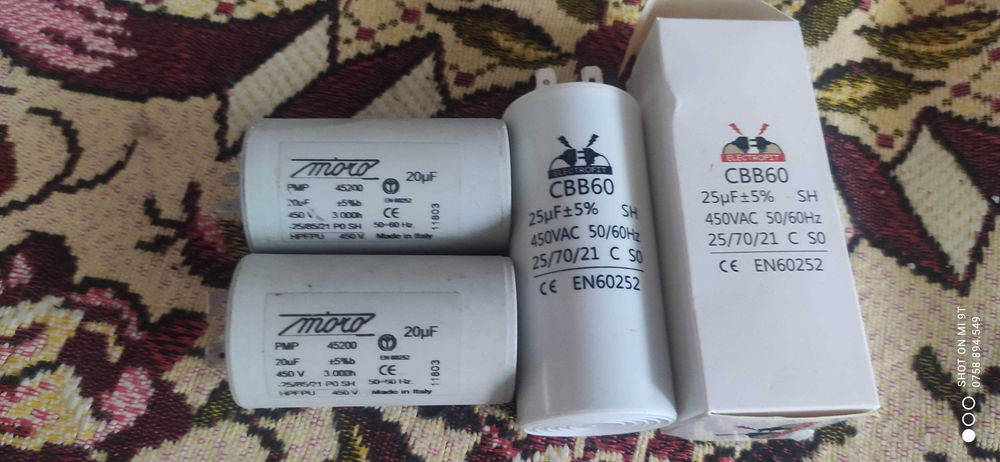 moro
20µF
PMP 45200
EN 60252
20uF ±5%b
CE
450 V. 3.000h
50~60 Hz
-25/85/21 P0 SH
HPFPU 450 V. Made in Italy
11803
moro
20µF
PMP 45200
EN 60252
20uF ±5%b
CE
450 V. 3.000h
50~60 Hz
-25/85/21 P0 SH
HPFPU 450 V. Made in Italy
11803
ELECTROFIT
CBB60
25µF±5% SH
450VAC 50/60Hz
25/70/21 C S0
CE EN60252
ELECTROFIT
CBB60
25µF±5% SH
450VAC 50/60Hz
25/70/21 C S0
CE EN60252
SHOT ON MI 9T
0758.894.549